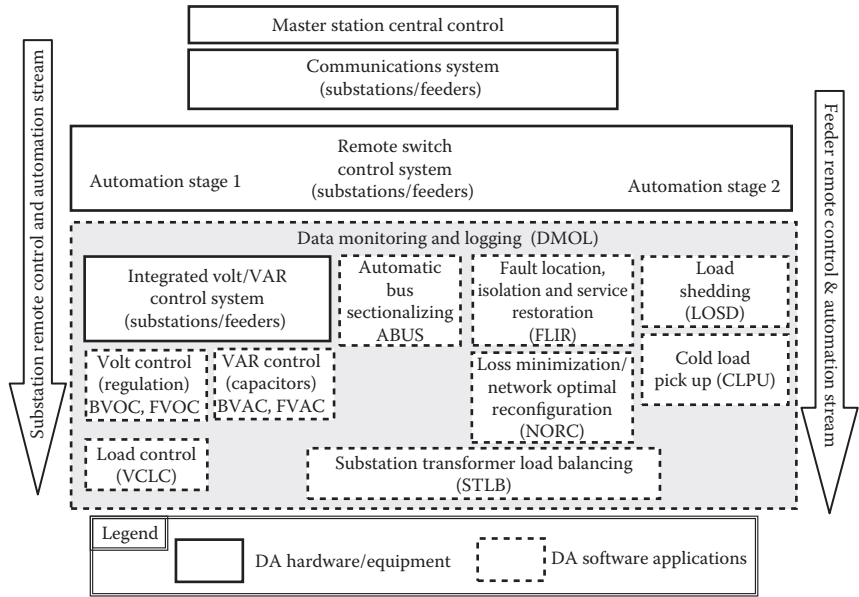 Master station central control
Communications system
(substations/feeders)
Substation remote control and automation stream
Feeder remote control & automation stream
Remote switch
control system
(substations/feeders)
Automation stage 1
Automation stage 2
Data monitoring and logging (DMOL)
Integrated volt/VAR
control system
(substations/feeders)
Automatic
bus
sectionalizing
ABUS
Fault location,
isolation and service
restoration
(FLIR)
Load
shedding
(LOSD)
Volt control
(regulation)
BVOC, FVOC
VAR control
(capacitors)
BVAC, FVAC
Loss minimization/
network optimal
reconfiguration
(NORC)
Cold load
pick up (CLPU)
Load control
(VCLC)
Substation transformer load balancing
(STLB)
Legend
DA hardware/equipment
DA software applications